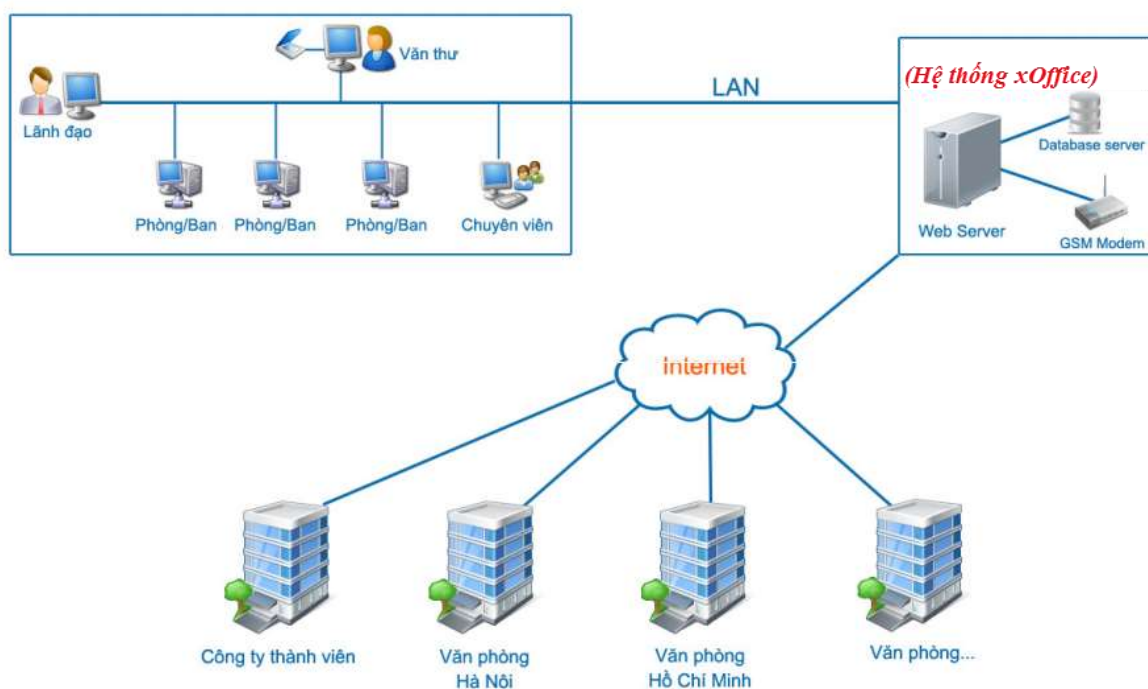 Văn thư
Lãnh đạo
LAN
(Hệ thống xOffice)
Database server
Phòng/Ban
Phòng/Ban
Phòng/Ban
Chuyên viên
Web Server
GSM Modem
Internet
Công ty thành viên
Văn phòng
Hà Nội
Văn phòng
Hồ Chí Minh
Văn phòng...